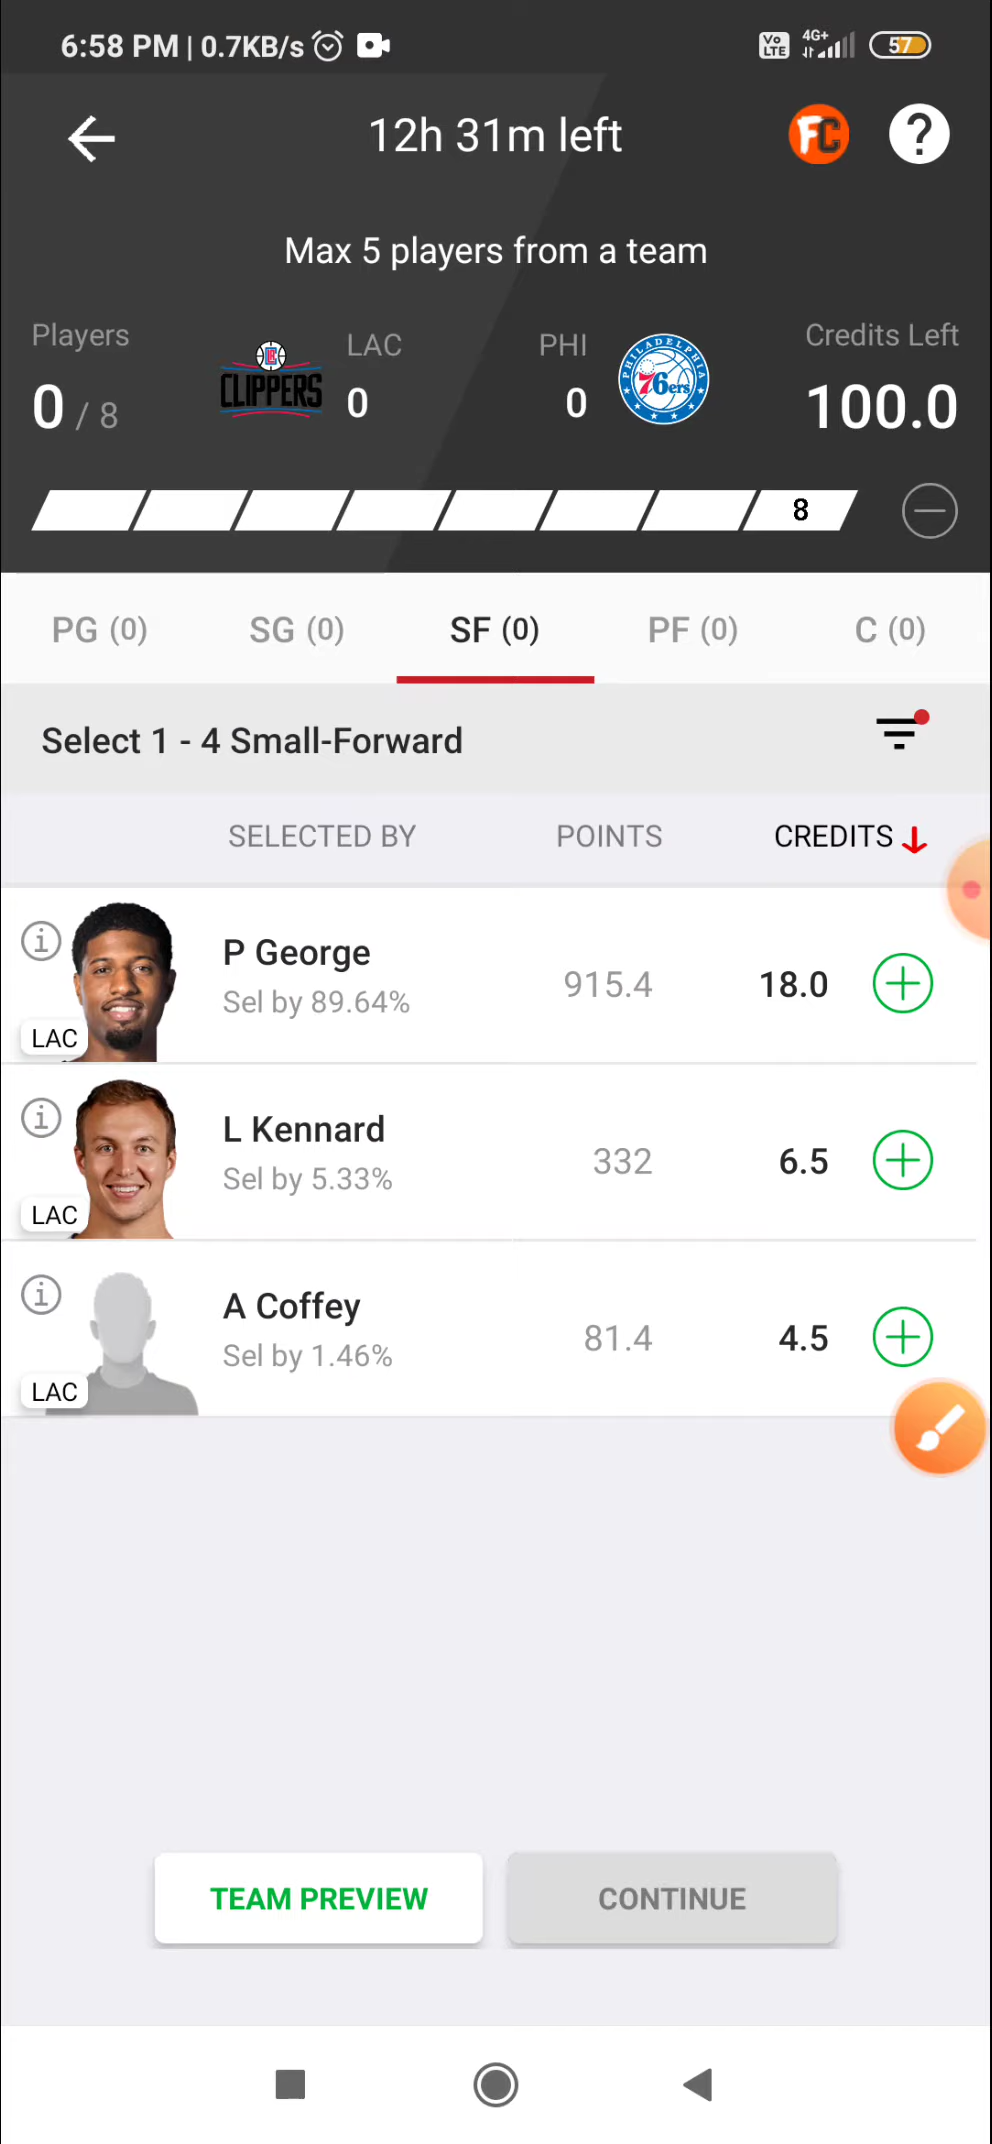 6:58 PM | 0.7KB/s
Vo LTE 4G+ 57
12h 31m left
FC ?
Max 5 players from a team
Players LAC PHI Credits Left
CLIPPERS
PHILADELPHIA 76ers
0 / 8 0 0 100.0
8
PG (0) SG (0) SF (0) PF (0) C (0)
Select 1 - 4 Small-Forward
SELECTED BY POINTS CREDITS
i P George
Sel by 89.64% 915.4 18.0
LAC
i L Kennard
Sel by 5.33% 332 6.5
LAC
i A Coffey
Sel by 1.46% 81.4 4.5
LAC
TEAM PREVIEW CONTINUE